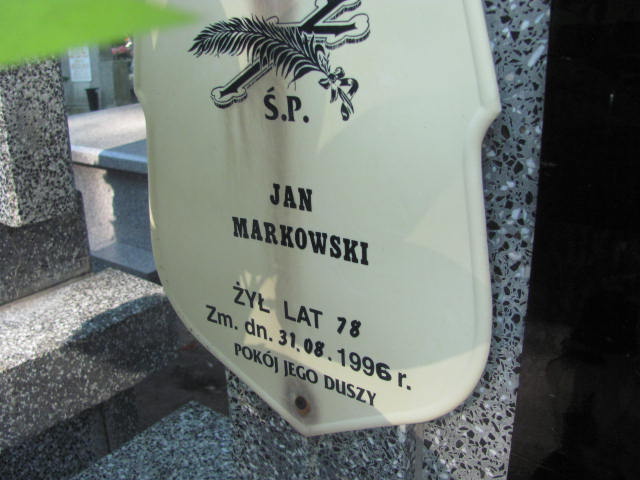 Ś.P.
JAN
MARKOWSKI
ŻYŁ LAT 78
Zm. dn. 31.08.1996 r.
POKÓJ JEGO DUSZY